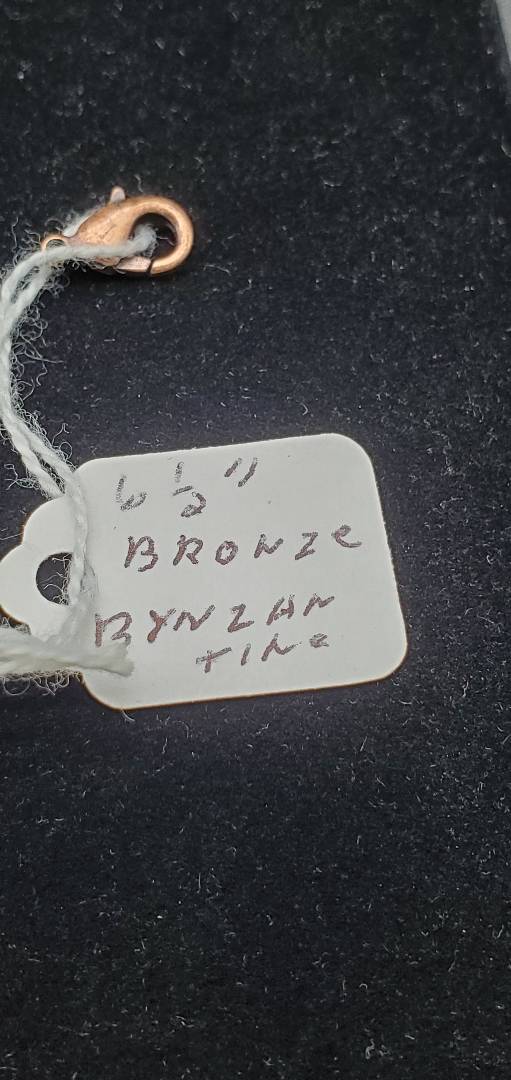 6 1/2"
BRONZe
BYNZAN
TINe